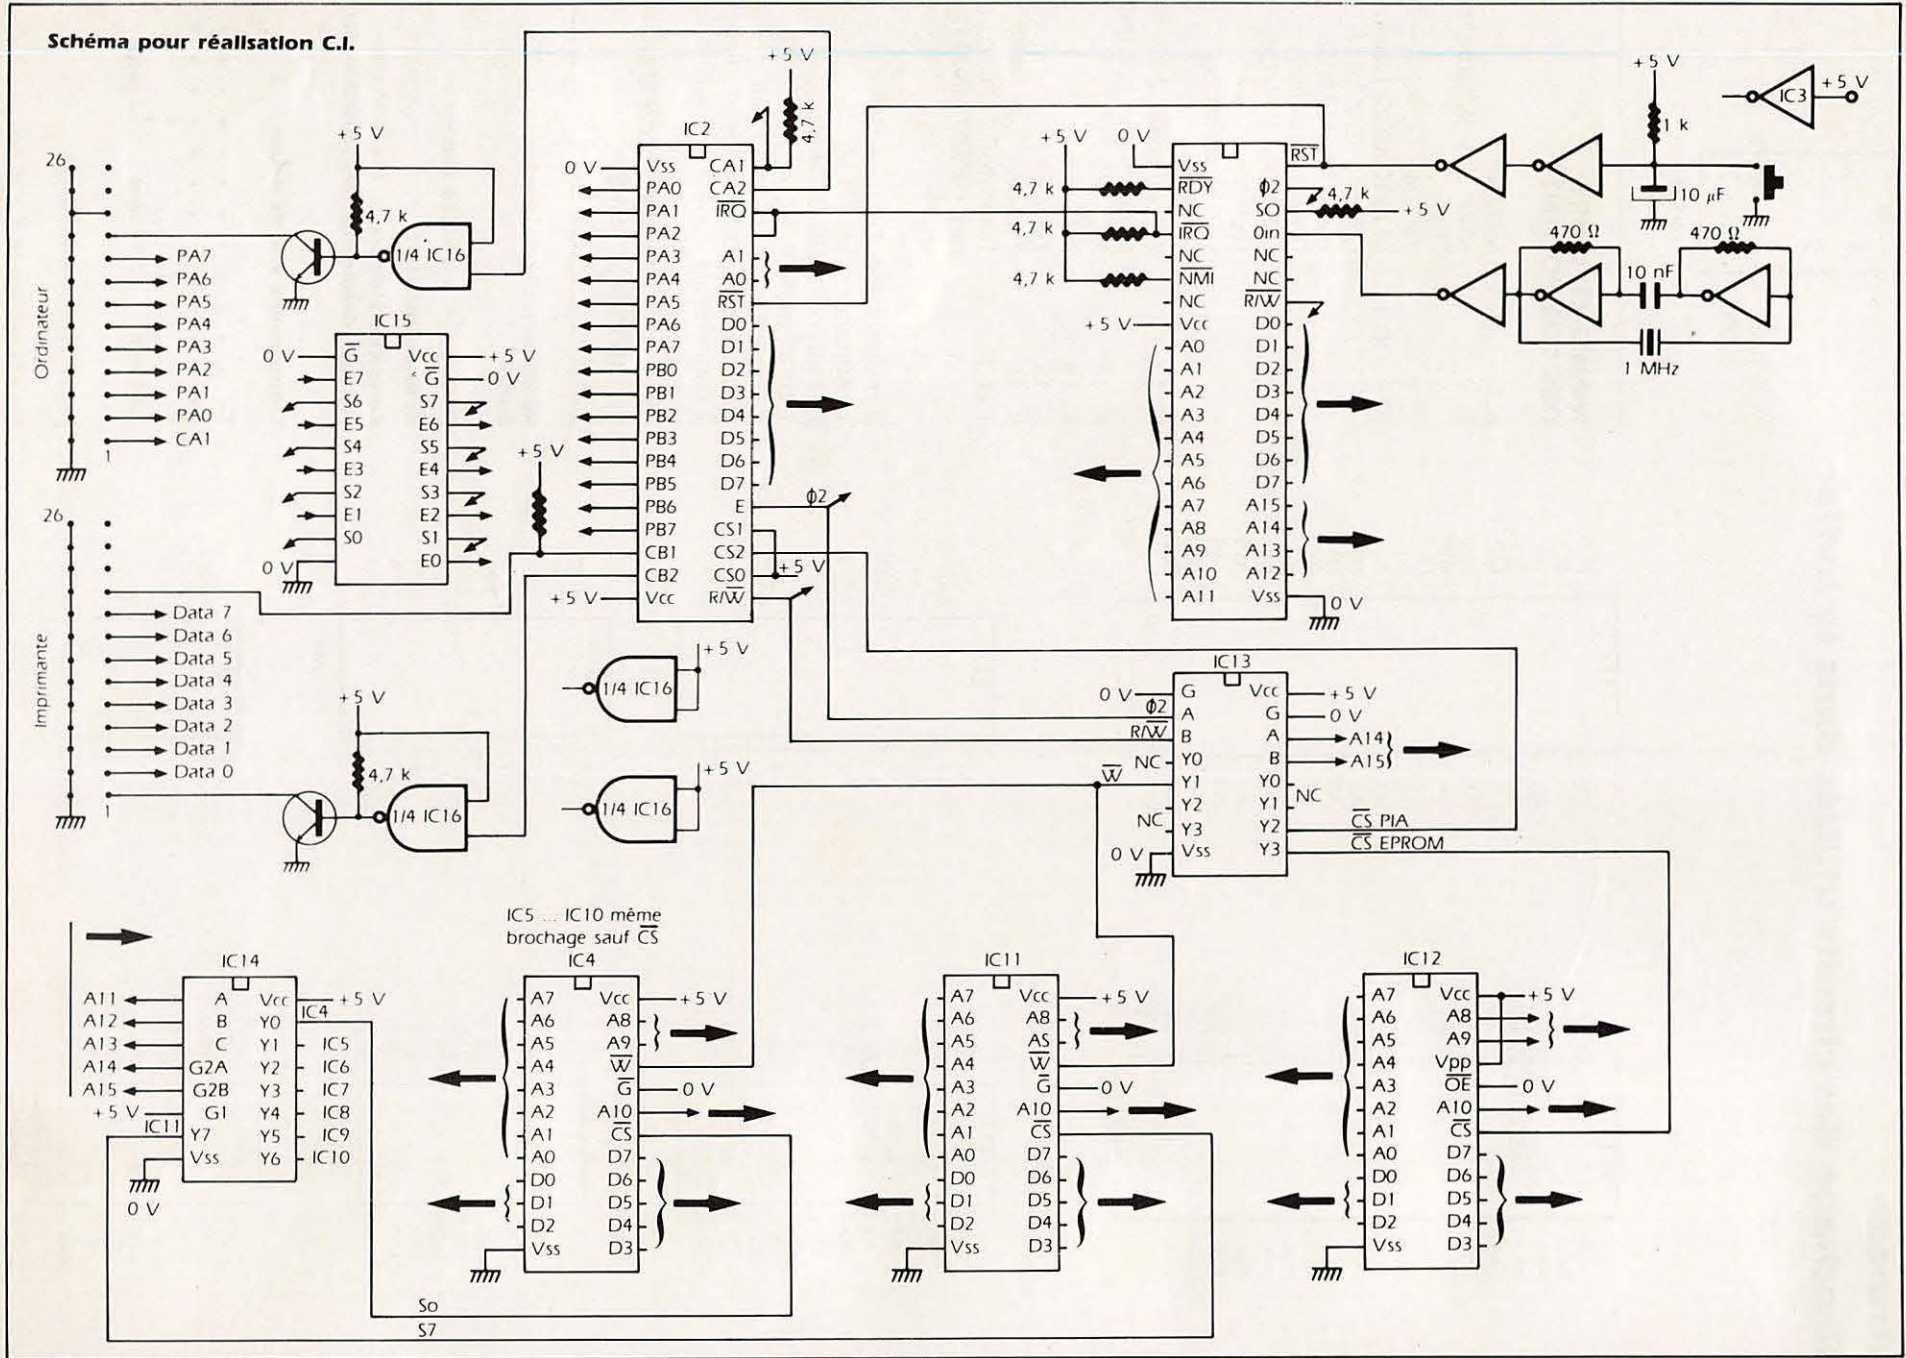 Schéma pour réalisation C.I.
Ordinateur
26
PA7
PA6
PA5
PA4
PA3
PA2
PA1
PA0
CA1
1
+ 5 V
4,7 k
1/4 IC16
IC15
0 V
G
E7
S6
E5
S4
E3
S2
E1
S0
0 V
Vcc
+ 5 V
G
0 V
S7
E6
S5
E4
S3
E2
S1
E0
+ 5 V
Imprimante
26
Data 7
Data 6
Data 5
Data 4
Data 3
Data 2
Data 1
Data 0
1
+ 5 V
4,7 k
1/4 IC16
+ 5 V
1/4 IC16
+ 5 V
1/4 IC16
IC2
0 V
Vss
PA0
PA1
PA2
PA3
PA4
PA5
PA6
PA7
PB0
PB1
PB2
PB3
PB4
PB5
PB6
PB7
CB1
CB2
+ 5 V
Vcc
CA1
CA2
IRQ
A1
A0
RST
D0
D1
D2
D3
D4
D5
D6
D7
E
CS1
CS2
CS0
R/W
+ 5 V
4,7 k
ϕ2
+ 5 V
+ 5 V
0 V
4,7 k
4,7 k
4,7 k
+ 5 V
Vss
RDY
NC
IRQ
NC
NMI
NC
Vcc
A0
A1
A2
A3
A4
A5
A6
A7
A8
A9
A10
A11
RST
ϕ2
SO
0in
NC
NC
R/W
D0
D1
D2
D3
D4
D5
D6
D7
A15
A14
A13
A12
Vss
0 V
4,7 k
+ 5 V
+ 5 V
1 k
10 µF
IC3
+ 5 V
470 Ω
470 Ω
10 nF
1 MHz
IC13
0 V
ϕ2
R/W
NC
W
NC
0 V
G
A
B
Y0
Y1
Y2
Y3
Vss
Vcc
G
A
B
Y0
Y1
Y2
Y3
+ 5 V
0 V
A14
A15
NC
CS PIA
CS EPROM
IC14
A11
A12
A13
A14
A15
+ 5 V
IC11
0 V
A
B
C
G2A
G2B
G1
Y7
Vss
Vcc
Y0
Y1
Y2
Y3
Y4
Y5
Y6
+ 5 V
IC4
IC5
IC6
IC7
IC8
IC9
IC10
So
S7
IC5 ... IC10 même
brochage sauf CS
IC4
A7
A6
A5
A4
A3
A2
A1
A0
D0
D1
D2
Vss
Vcc
A8
A9
W
G
A10
CS
D7
D6
D5
D4
D3
+ 5 V
0 V
IC11
A7
A6
A5
A4
A3
A2
A1
A0
D0
D1
D2
Vss
Vcc
A8
AS
W
G
A10
CS
D7
D6
D5
D4
D3
+ 5 V
0 V
IC12
A7
A6
A5
A4
A3
A2
A1
A0
D0
D1
D2
Vss
Vcc
A8
A9
Vpp
OE
A10
CS
D7
D6
D5
D4
D3
+ 5 V
0 V